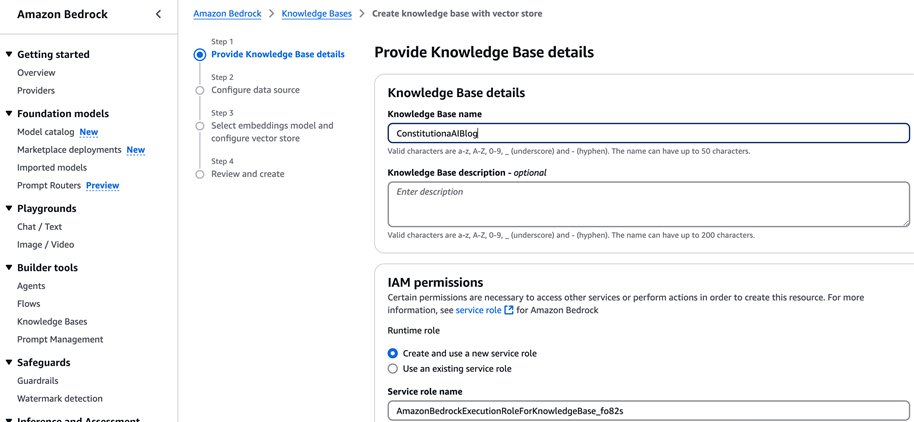 Amazon Bedrock
Getting started
Overview
Providers
Foundation models
Model catalog New
Marketplace deployments New
Imported models
Prompt Routers Preview
Playgrounds
Chat / Text
Image / Video
Builder tools
Agents
Flows
Knowledge Bases
Prompt Management
Safeguards
Guardrails
Watermark detection
Inference and Assessment
Amazon Bedrock > Knowledge Bases > Create knowledge base with vector store
Step 1
Provide Knowledge Base details
Step 2
Configure data source
Step 3
Select embeddings model and
configure vector store
Step 4
Review and create
Provide Knowledge Base details
Knowledge Base details
Knowledge Base name
ConstitutionaAIBlog
Valid characters are a-z, A-Z, 0-9, _ (underscore) and - (hyphen). The name can have up to 50 characters.
Knowledge Base description - optional
Enter description
Valid characters are a-z, A-Z, 0-9, _ (underscore) and - (hyphen). The name can have up to 200 characters.
IAM permissions
Certain permissions are necessary to access other services or perform actions in order to create this resource. For more
information, see service role for Amazon Bedrock
Runtime role
Create and use a new service role
Use an existing service role
Service role name
AmazonBedrockExecutionRoleForKnowledgeBase_fo82s